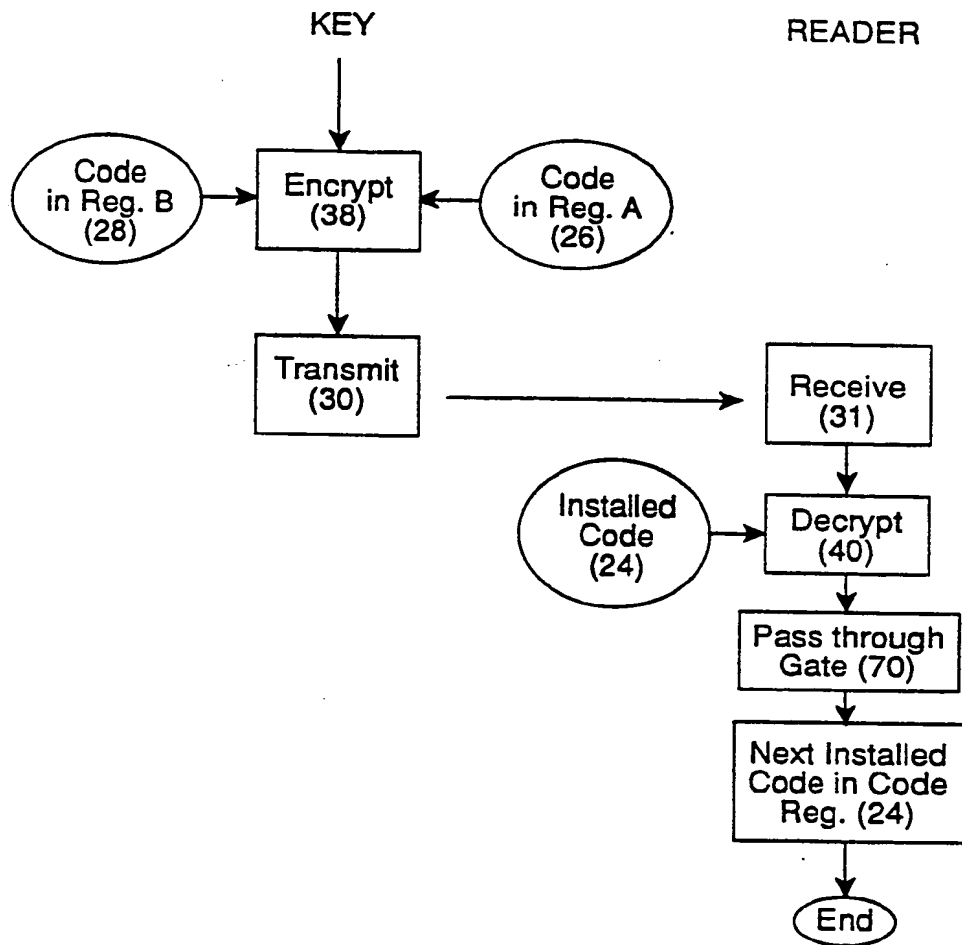 KEY
READER
Code
in Reg. B
(28)
Encrypt
(38)
Code
in Reg. A
(26)
Transmit
(30)
Receive
(31)
Installed
Code
(24)
Decrypt
(40)
Pass through
Gate (70)
Next Installed
Code in Code
Reg. (24)
End